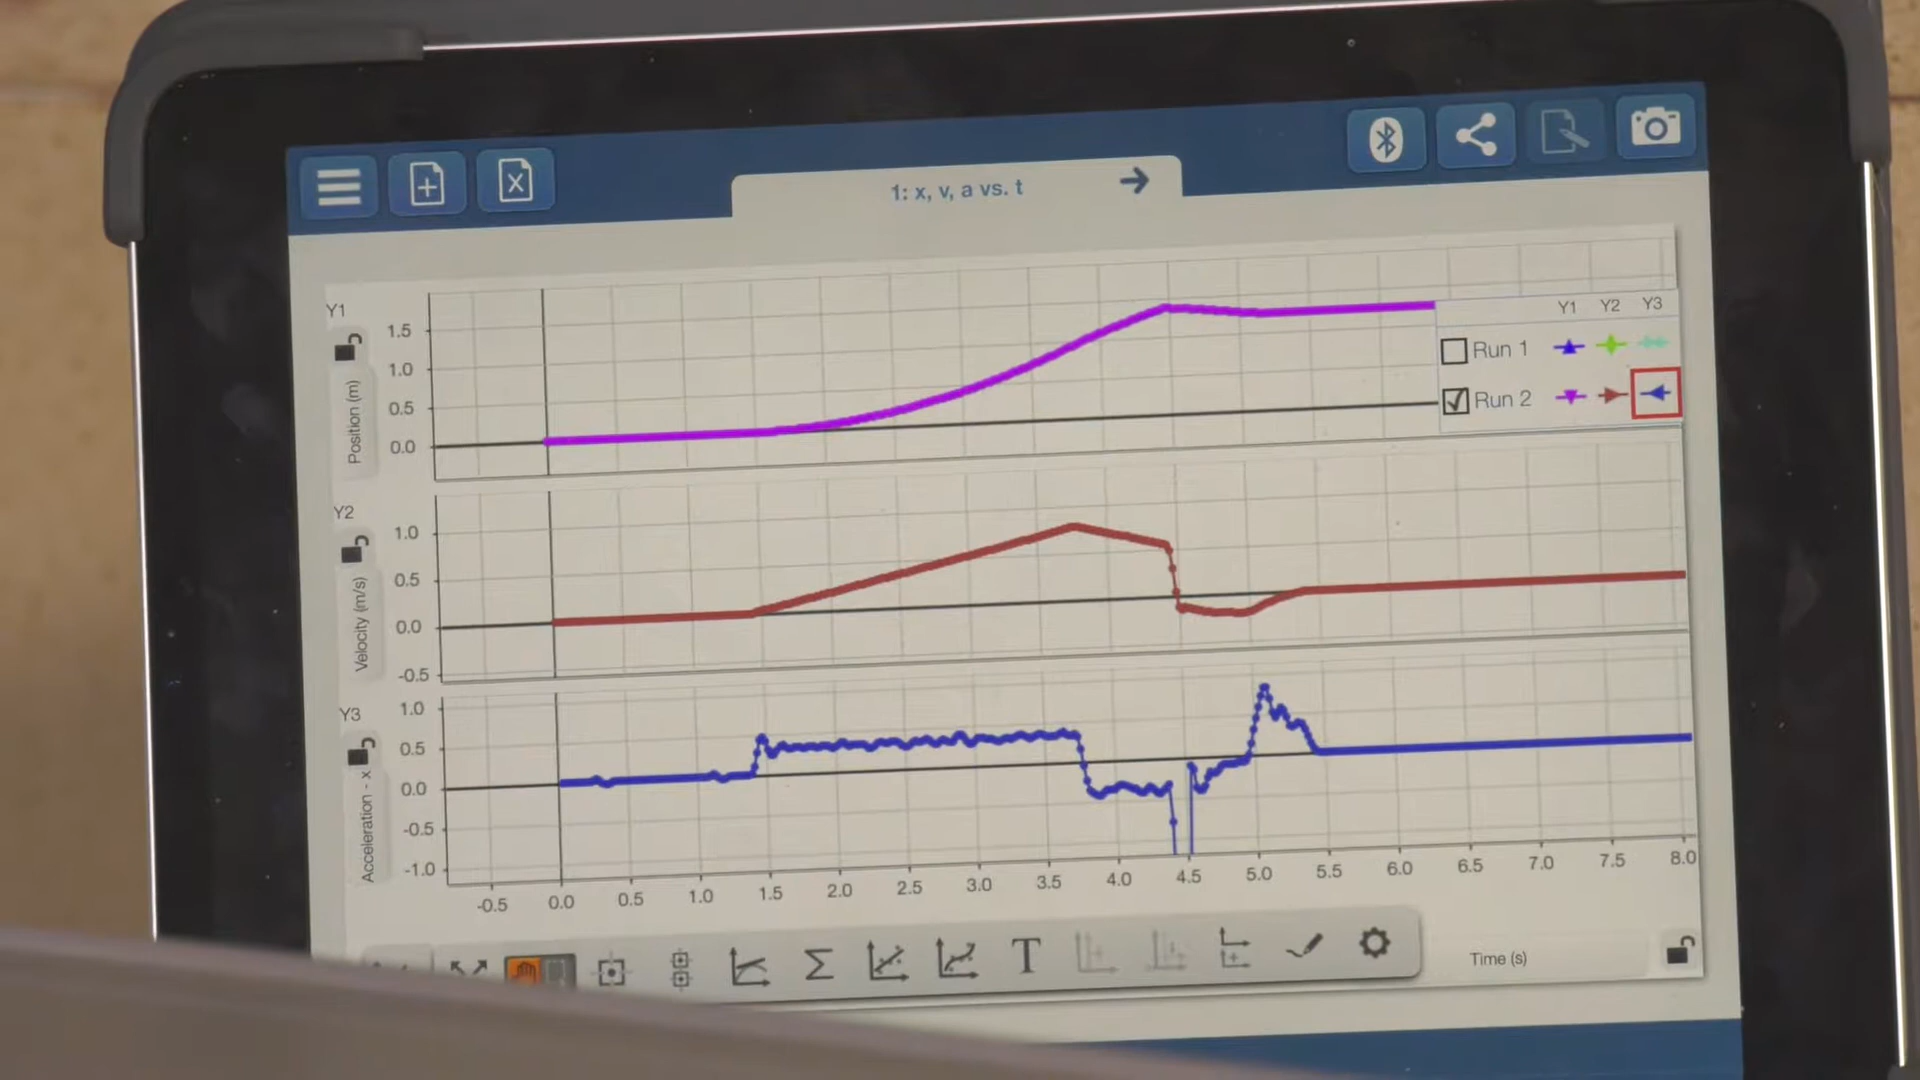 1: x, v, a vs. t
Y1
Position (m)
1.5
1.0
0.5
0.0
Y1 Y2 Y3
Run 1
Run 2
Y2
Velocity (m/s)
1.0
0.5
0.0
-0.5
Y3
Acceleration - x
1.0
0.5
0.0
-0.5
-1.0
-0.5 0.0 0.5 1.0 1.5 2.0 2.5 3.0 3.5 4.0 4.5 5.0 5.5 6.0 6.5 7.0 7.5 8.0
Σ T
Time (s)